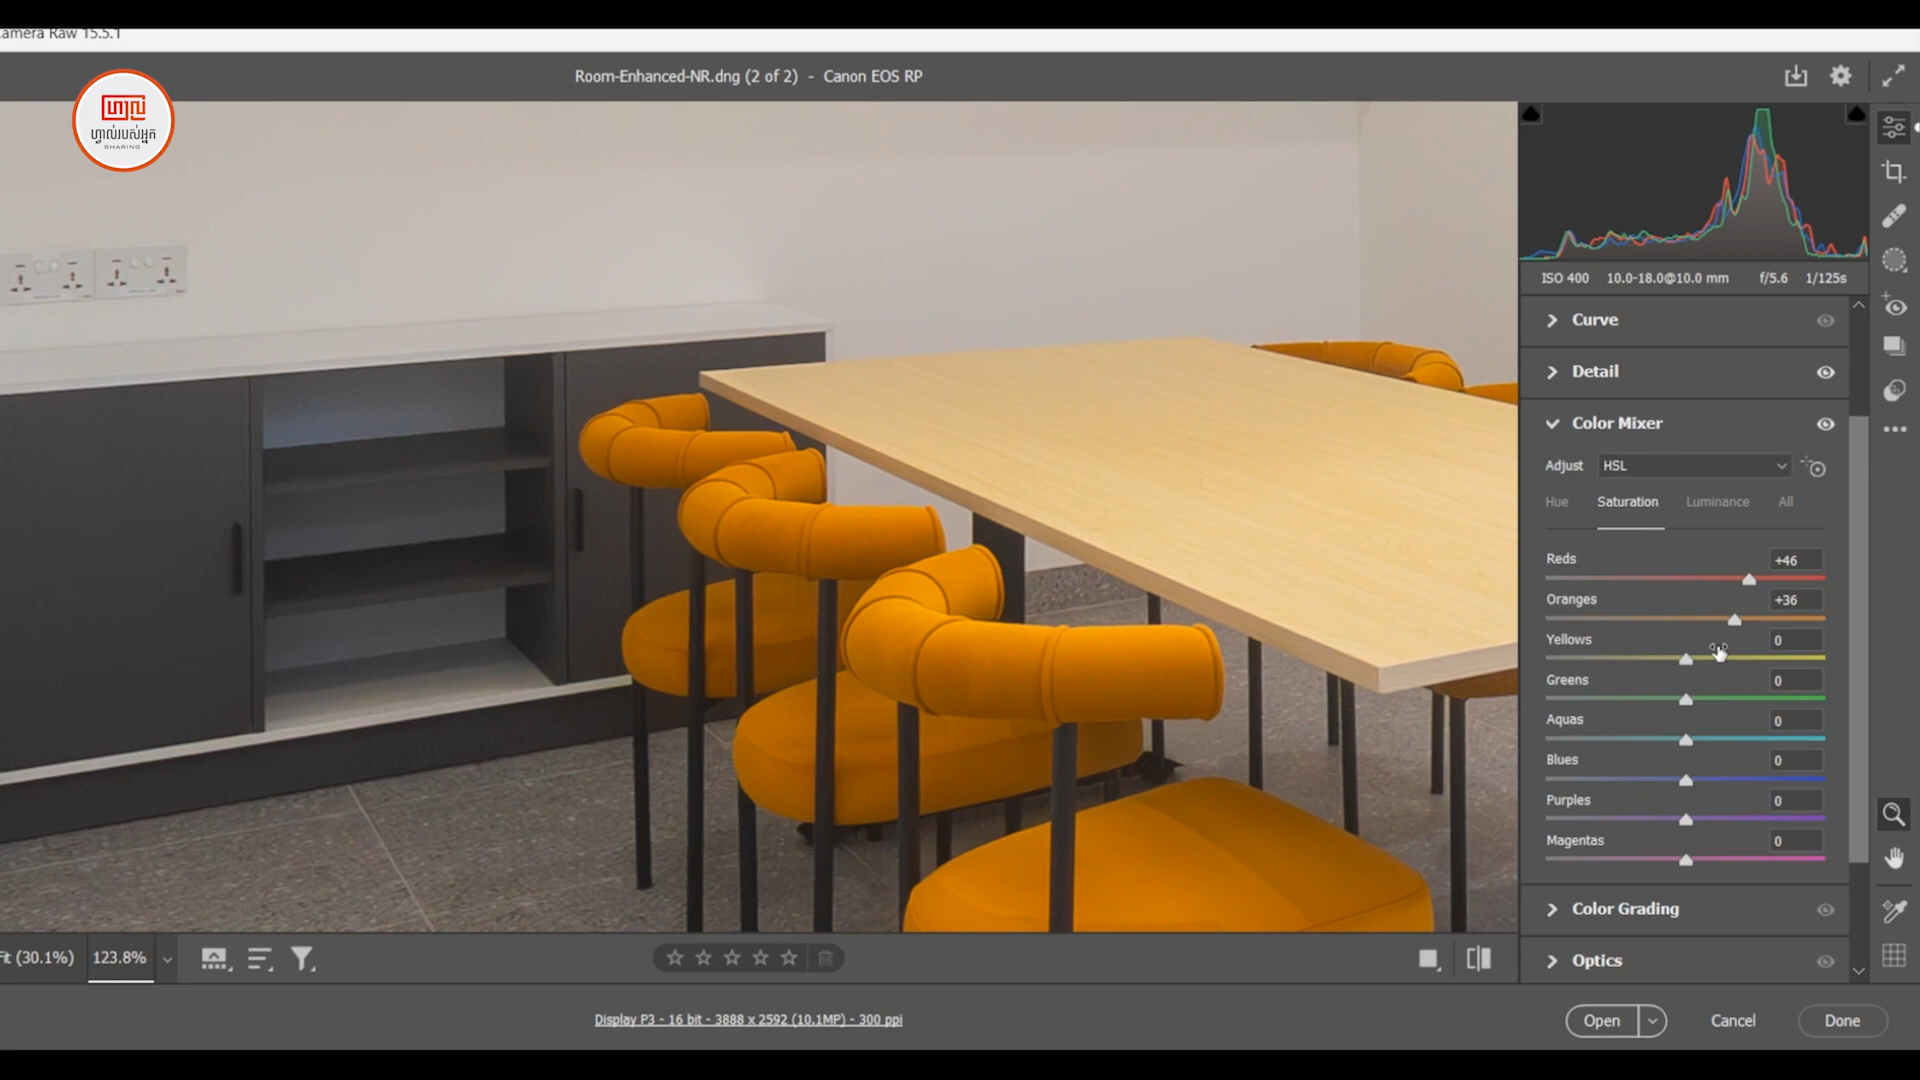 Camera Raw 15.5.1
Room-Enhanced-NR.dng (2 of 2) - Canon EOS RP
ហ្វាល់
ហ្វាល់របស់អ្នក
SHARING
ISO 400 10.0-18.0@10.0 mm f/5.6 1/125s
Curve
Detail
Color Mixer
Adjust HSL
Hue Saturation Luminance All
Reds +46
Oranges +36
Yellows 0
Greens 0
Aquas 0
Blues 0
Purples 0
Magentas 0
Color Grading
Optics
Fit (30.1%) 123.8%
Display P3 - 16 bit - 3888 x 2592 (10.1MP) - 300 ppi
Open Cancel Done